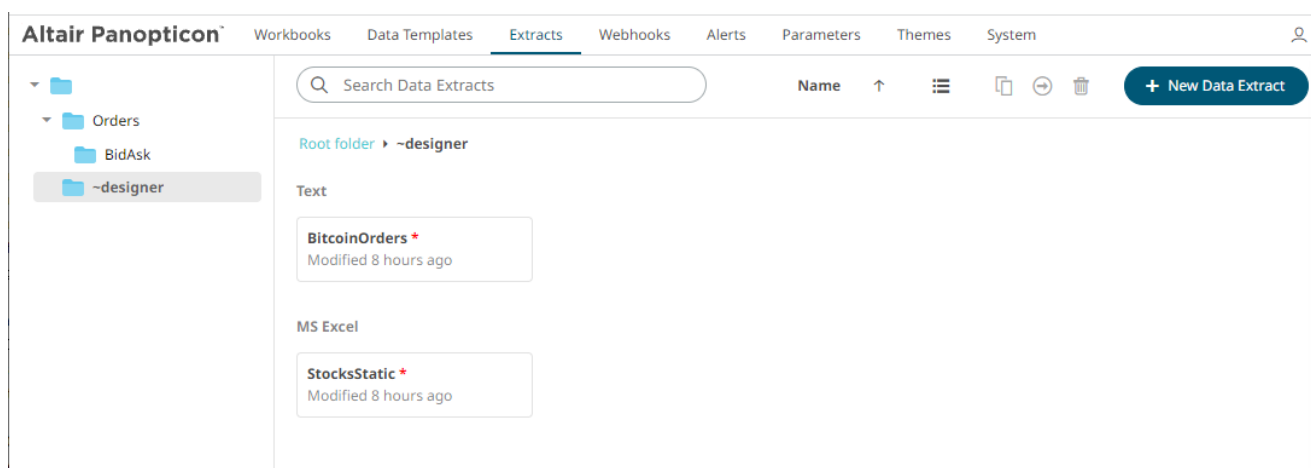 Altair Panopticon™ Workbooks Data Templates Extracts Webhooks Alerts Parameters Themes System
Search Data Extracts Name ↑ + New Data Extract
Orders
BidAsk
~designer
Root folder ▸ ~designer
Text
BitcoinOrders *
Modified 8 hours ago
MS Excel
StocksStatic *
Modified 8 hours ago